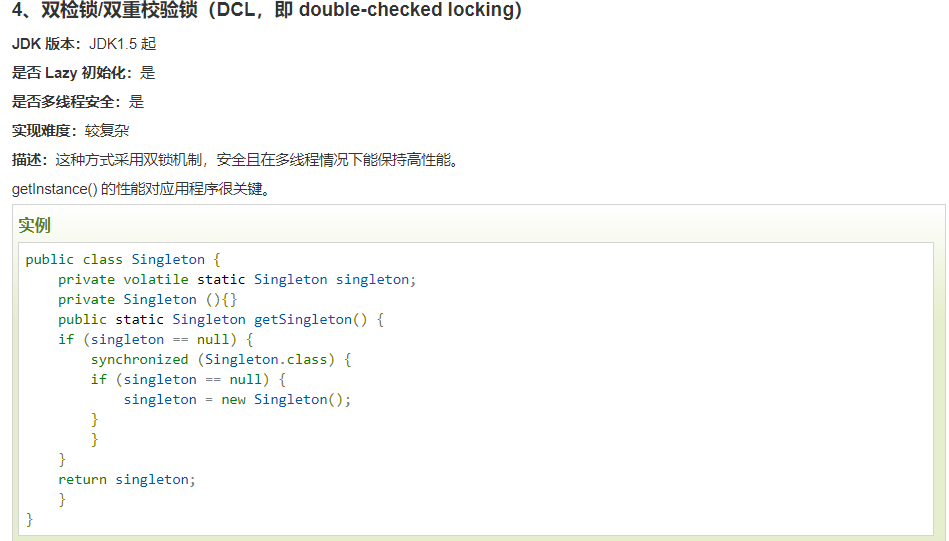 4、双检锁/双重校验锁（DCL，即 double-checked locking）
JDK 版本：JDK1.5 起
是否 Lazy 初始化：是
是否多线程安全：是
实现难度：较复杂
描述：这种方式采用双锁机制，安全且在多线程情况下能保持高性能。
getInstance() 的性能对应用程序很关键。
实例
public class Singleton {
    private volatile static Singleton singleton;
    private Singleton (){}
    public static Singleton getSingleton() {
    if (singleton == null) {
        synchronized (Singleton.class) {
        if (singleton == null) {
            singleton = new Singleton();
        }
        }
    }
    return singleton;
    }
}